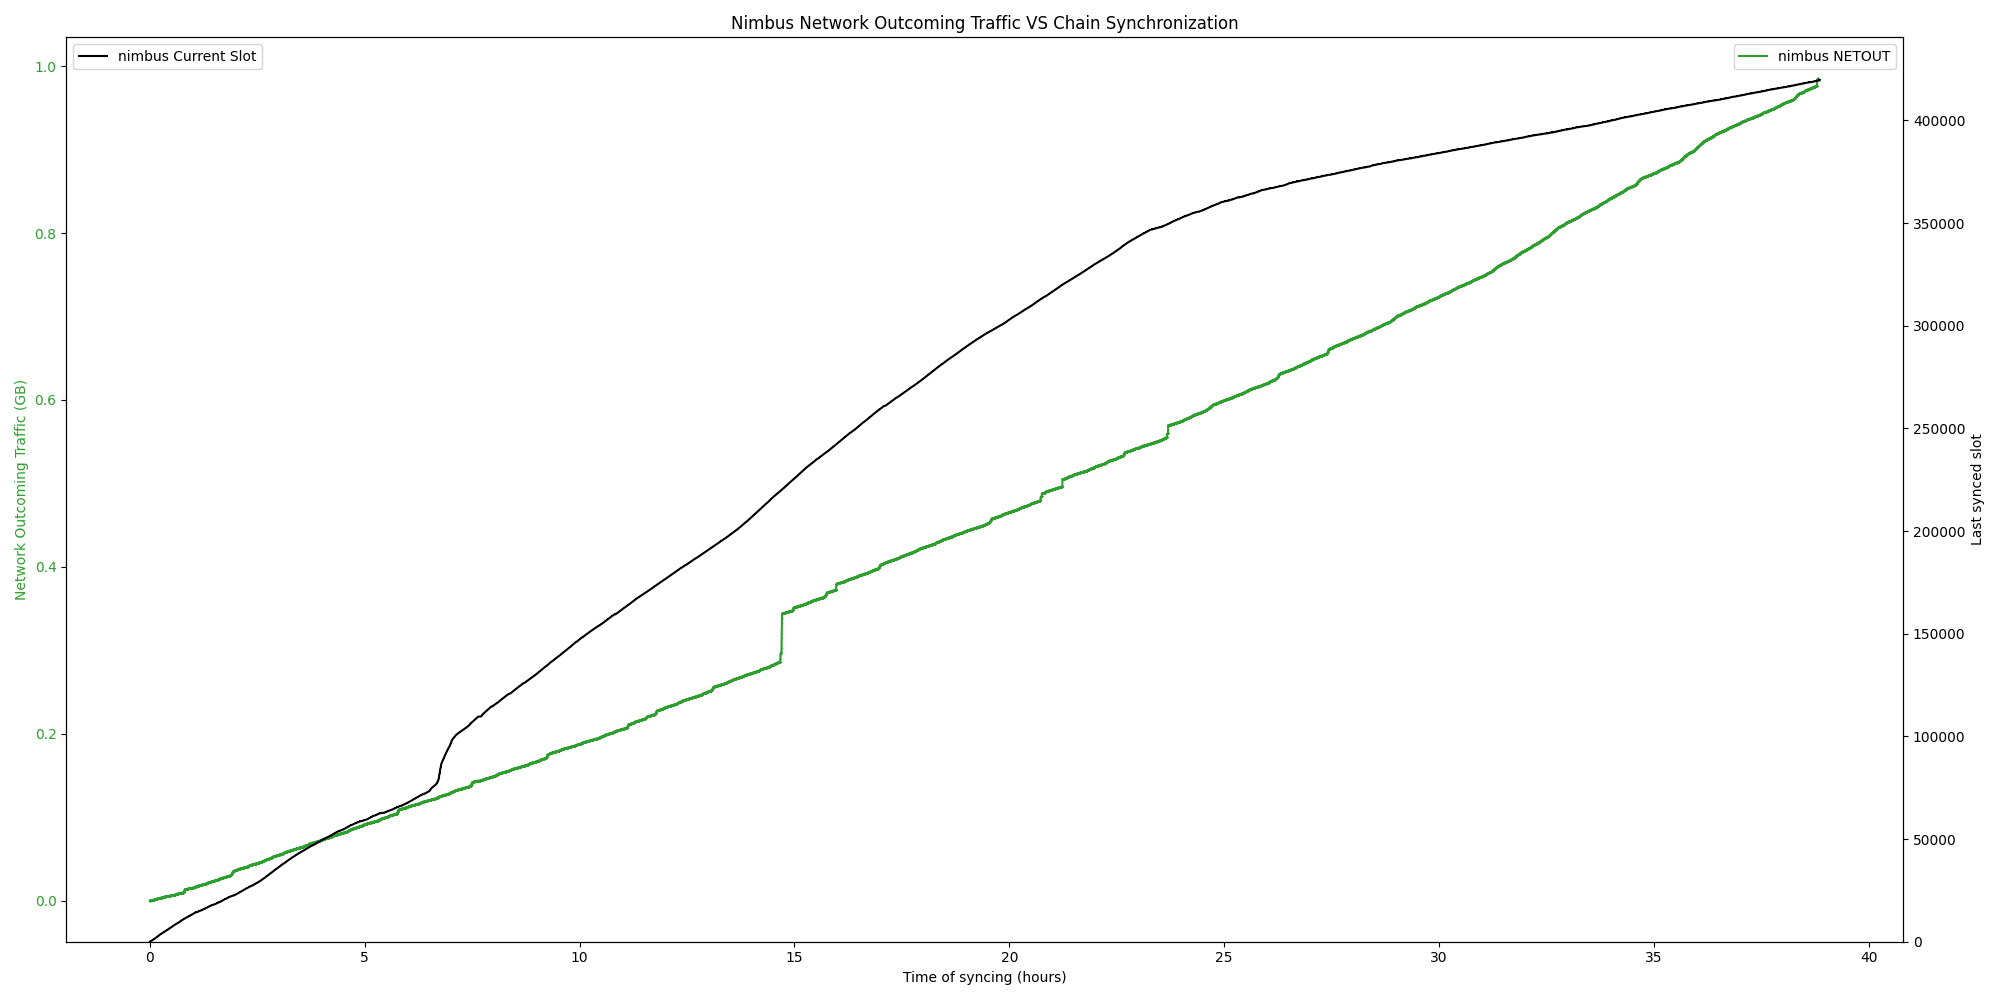 Nimbus Network Outcoming Traffic VS Chain Synchronization
nimbus Current Slot
nimbus NETOUT
1.0
0.8
0.6
0.4
0.2
0.0
Network Outcoming Traffic (GB)
400000
350000
300000
250000
200000
150000
100000
50000
0
Last synced slot
0 5 10 15 20 25 30 35 40
Time of syncing (hours)